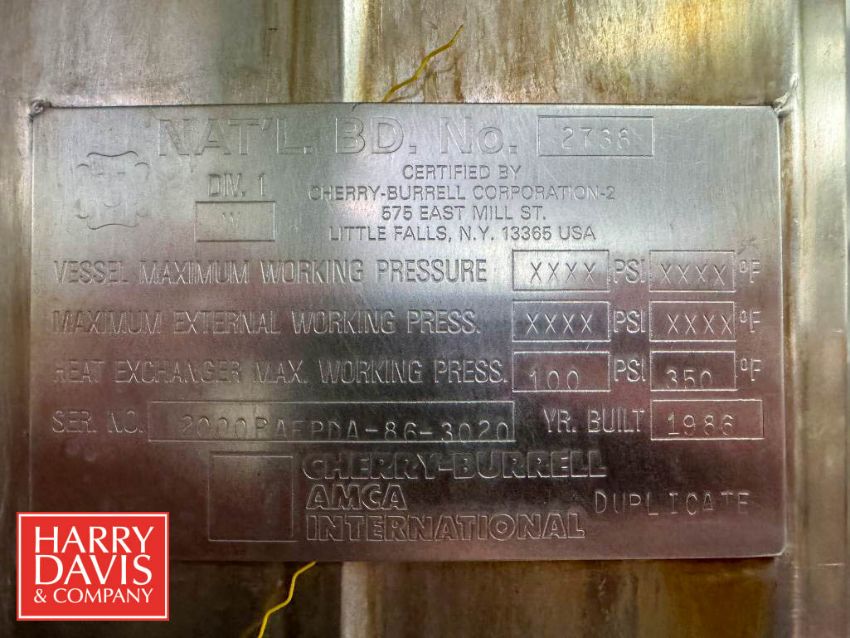 NAT'L. BD. No. 2736
CERTIFIED BY
DIV. 1 CHERRY-BURRELL CORPORATION-2
W 575 EAST MILL ST.
LITTLE FALLS, N.Y. 13365 USA
VESSEL MAXIMUM WORKING PRESSURE XXXX PSI XXXX °F
MAXIMUM EXTERNAL WORKING PRESS. XXXX PSI XXXX °F
HEAT EXCHANGER MAX. WORKING PRESS. 100 PSI 350 °F
SER. NO. 2000PAEPDA-86-3020 YR. BUILT 1986
CHERRY-BURRELL
AMCA DUPLICATE
INTERNATIONAL
HARRY
DAVIS
& COMPANY